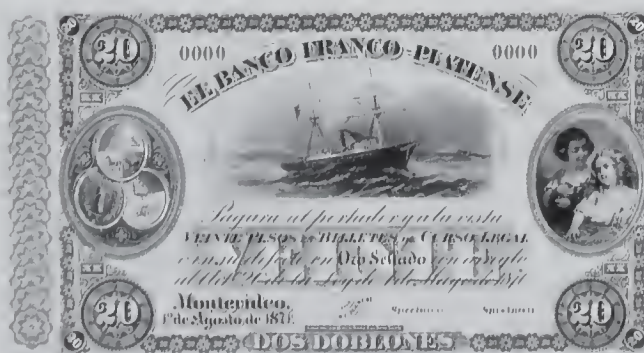 20 0000 0000 20
EL BANCO FRANCO-PLATENSE
Pagará al portador y a la vista
VEINTE PESOS EN BILLETES DE CURSO LEGAL
VEINTE
Oro Sellado
Montevideo,
1º de Agosto de 1871.
Specimen Specimen
20 DOS DOBLONES 20